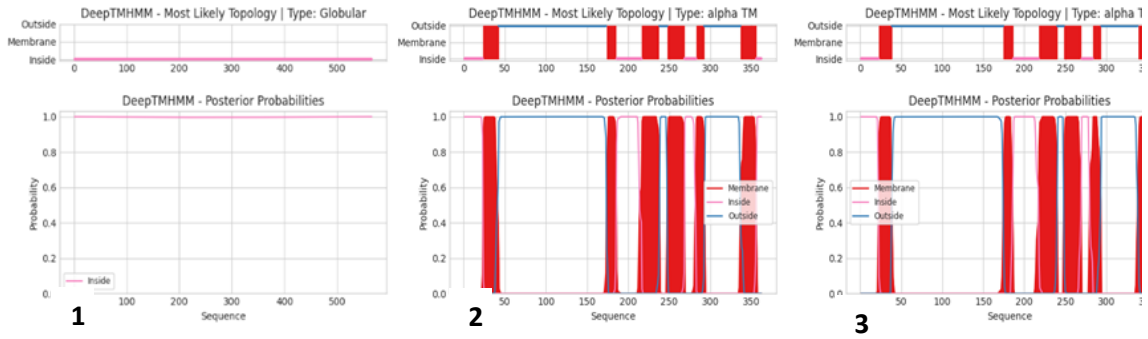 DeepTMHMM - Most Likely Topology | Type: Globular
Outside
Membrane
Inside
0 100 200 300 400 500
DeepTMHMM - Posterior Probabilities
1.0
0.8
0.6
0.4
0.2
0.
Probability
Inside
0 100 200 300 400 500
Sequence
1
DeepTMHMM - Most Likely Topology | Type: alpha TM
Outside
Membrane
Inside
0 50 100 150 200 250 300 350
DeepTMHMM - Posterior Probabilities
1.0
0.8
0.6
0.4
0.2
0.0
Probability
Membrane
Inside
Outside
50 100 150 200 250 300 350
Sequence
2
DeepTMHMM - Most Likely Topology | Type: alpha T
Outside
Membrane
Inside
0 50 100 150 200 250 300
DeepTMHMM - Posterior Probabilities
1.0
0.8
0.6
0.4
0.2
0.0
Probability
Membrane
Inside
Outside
50 100 150 200 250 300
Sequence
3